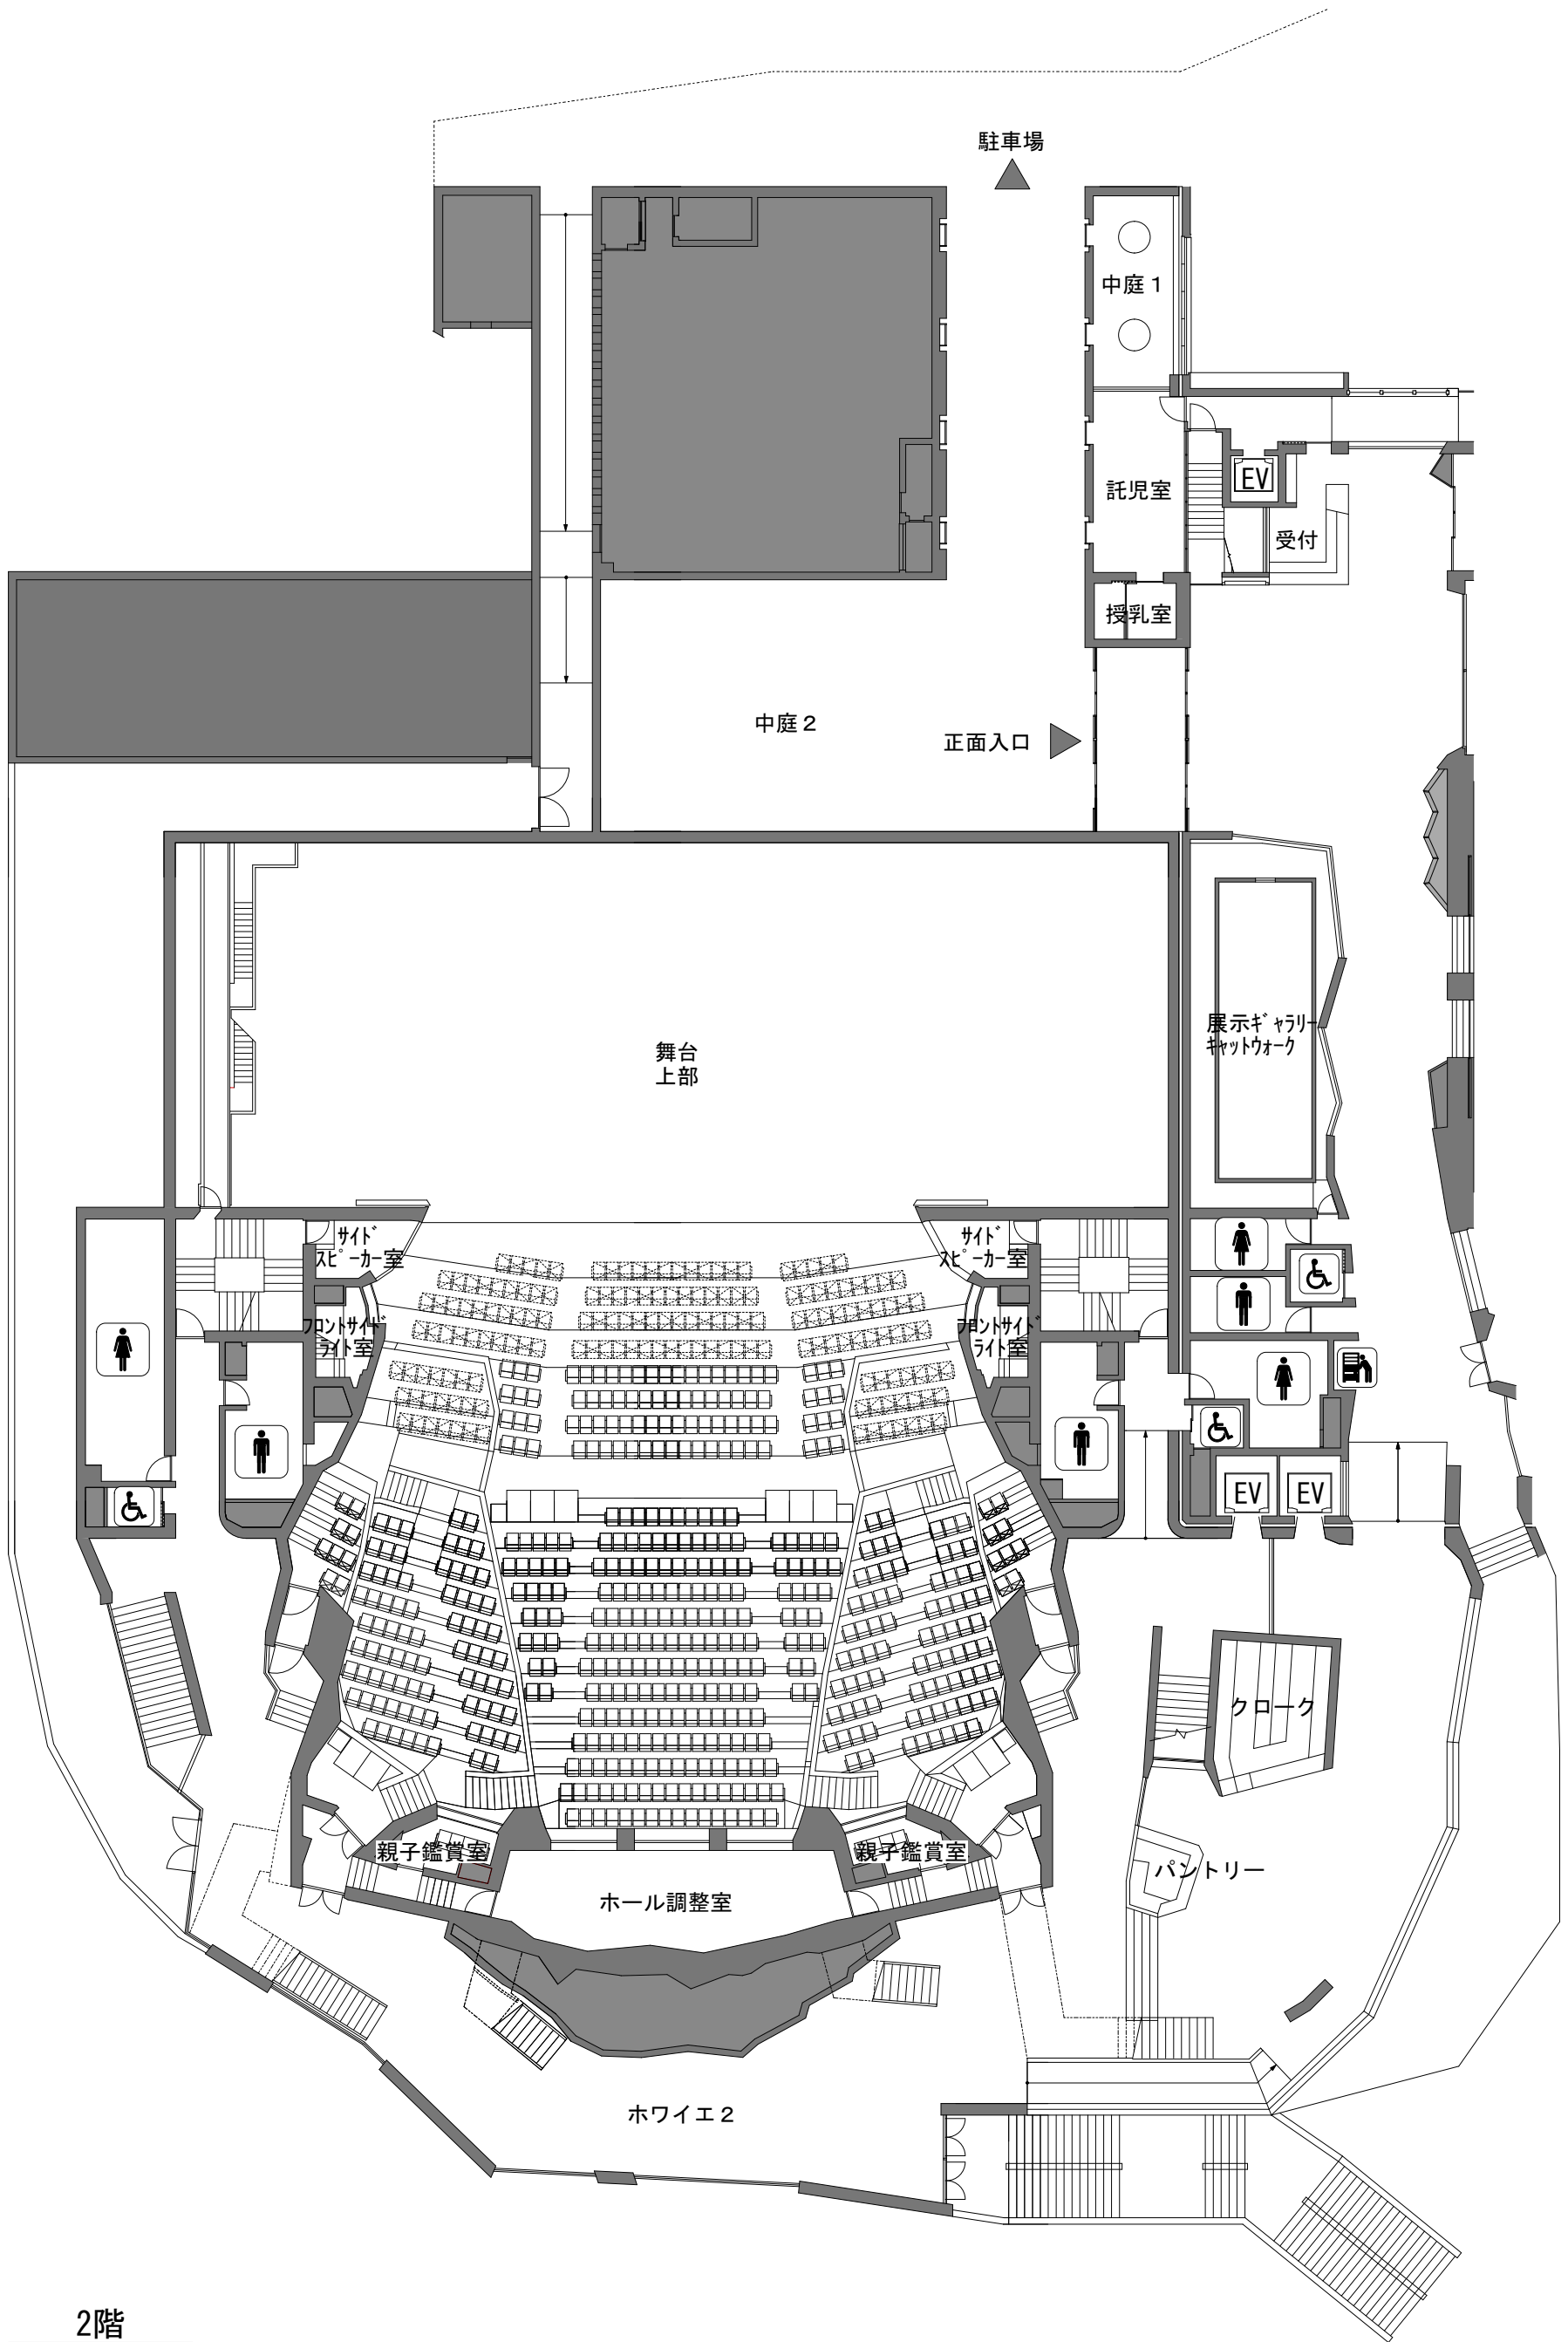 駐車場
中庭１
EV
託児室
受付
授乳室
中庭２
正面入口
展示ｷﾞｬﾗﾘｰ
ｷｬｯﾄｳｫｰｸ
舞台
上部
ｻｲﾄﾞ
ｽﾋﾟｰｶｰ室
ｻｲﾄﾞ
ｽﾋﾟｰｶｰ室
ﾌﾛﾝﾄｻｲﾄﾞ
ﾗｲﾄ室
ﾌﾛﾝﾄｻｲﾄﾞ
ﾗｲﾄ室
EV
EV
クローク
親子鑑賞室
親子鑑賞室
パントリー
ホール調整室
ホワイエ２
2階